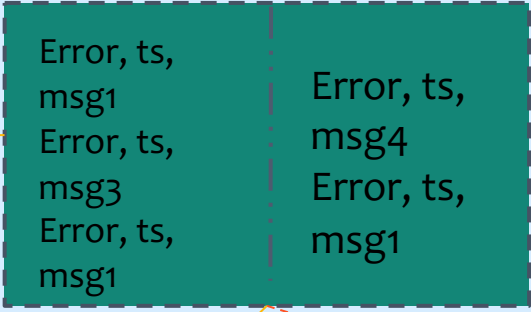 Error, ts,
msg1
Error, ts,
msg3
Error, ts,
msg1
Error, ts,
msg4
Error, ts,
msg1